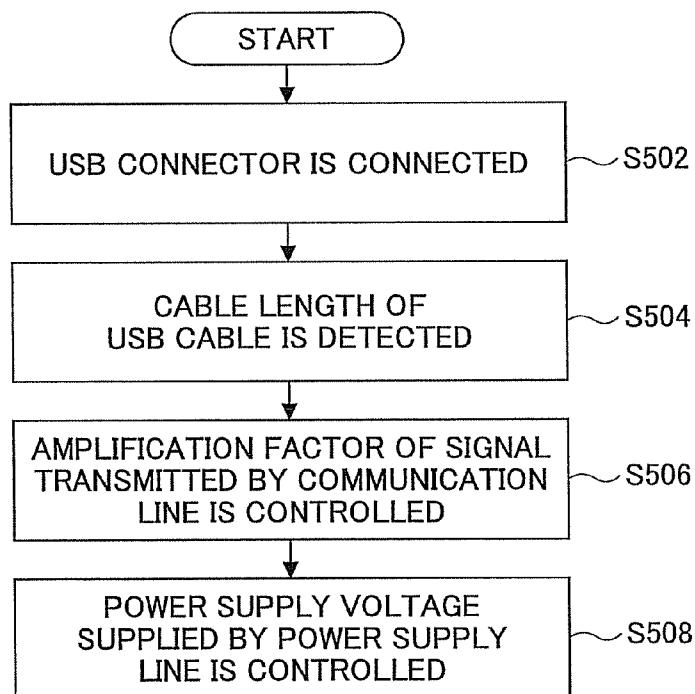 START
USB CONNECTOR IS CONNECTED
S502
CABLE LENGTH OF
USB CABLE IS DETECTED
S504
AMPLIFICATION FACTOR OF SIGNAL
TRANSMITTED BY COMMUNICATION
LINE IS CONTROLLED
S506
POWER SUPPLY VOLTAGE
SUPPLIED BY POWER SUPPLY
LINE IS CONTROLLED
S508